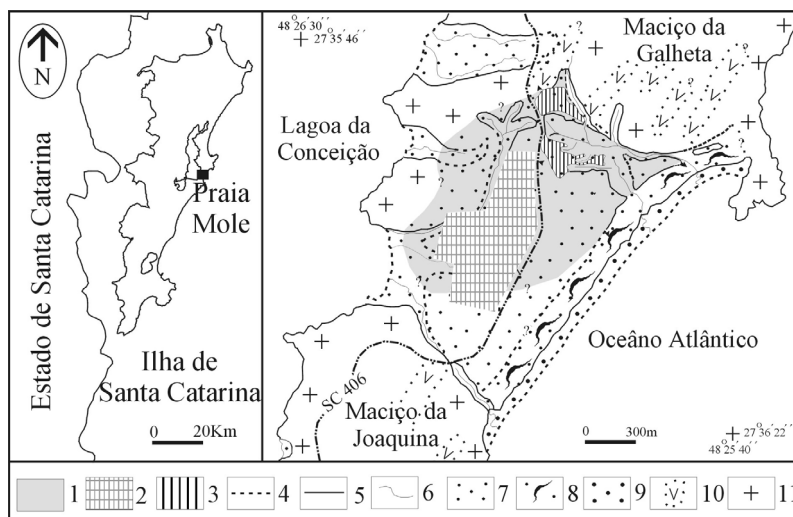 N
Estado de Santa Catarina
Praia
Mole
Ilha de
Santa Catarina
0 20Km
48 26´30´´
27 35´46´´
Maciço da
Galheta
Lagoa da
Conceição
Oceâno Atlântico
SC 406
Maciço da
Joaquina
0 300m
27°36´22´´
48°25´40´´
1 2 3 4 5 6 7 8 9 10 11